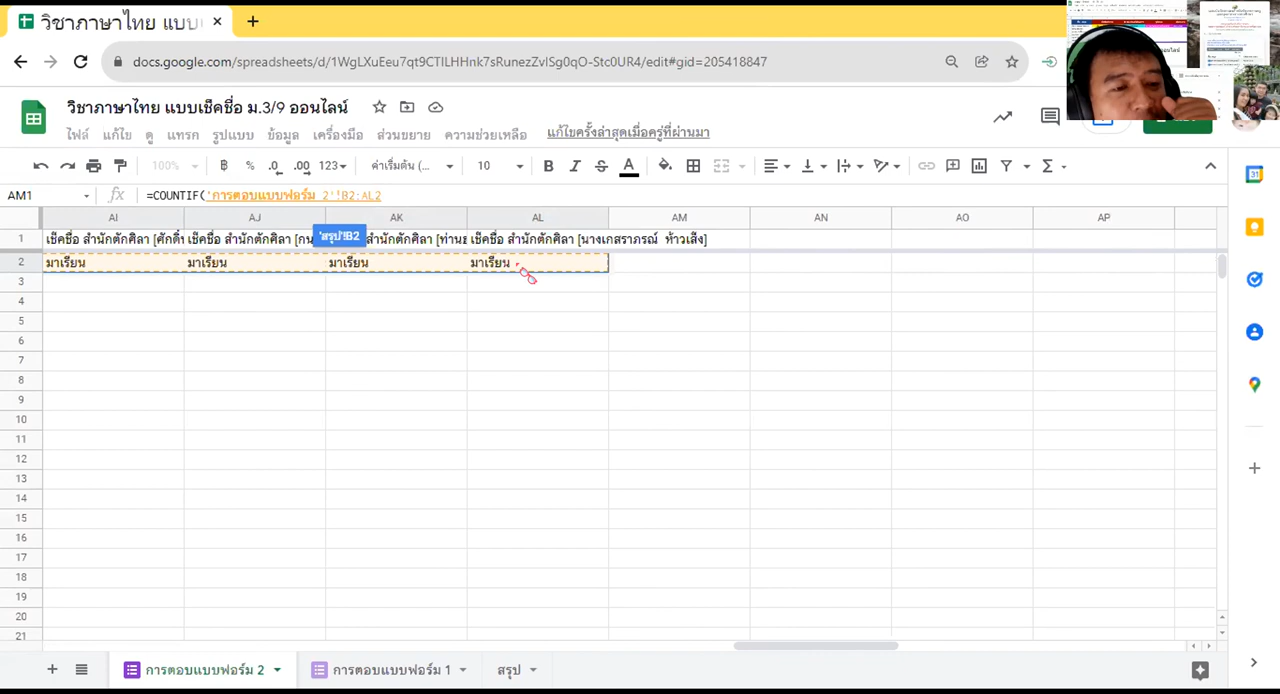 วิชาภาษาไทย แบบ
docs.google.com/spreadsheets/d/
/edit#gid=205418847
วิชาภาษาไทย แบบเช็คชื่อ ม.3/9 ออนไลน์
ไฟล์ แก้ไข ดู แทรก รูปแบบ ข้อมูล เครื่องมือ ส่วนขยาย ความช่วยเหลือ แก้ไขครั้งล่าสุดเมื่อครู่ที่ผ่านมา
100% ฿ % .0 .00 123 ค่าเริ่มต้น (... 10 B I S A
AM1 fx =COUNTIF('การตอบแบบฟอร์ม 2'!B2:AL2
AI AJ AK AL AM AN AO AP
'สรุป'!B2
1 เช็คชื่อ สำนักตักศิลา [ศักดิ์ เช็คชื่อ สำนักตักศิลา [กน สำนักตักศิลา [ท่าน เช็คชื่อ สำนักตักศิลา [นางเกสราภรณ์ ห้าวเส็ง]
2 มาเรียน มาเรียน มาเรียน มาเรียน
3
4
5
6
7
8
9
10
11
12
13
14
15
16
17
18
19
20
21
การตอบแบบฟอร์ม 2 การตอบแบบฟอร์ม 1 สรุป
31